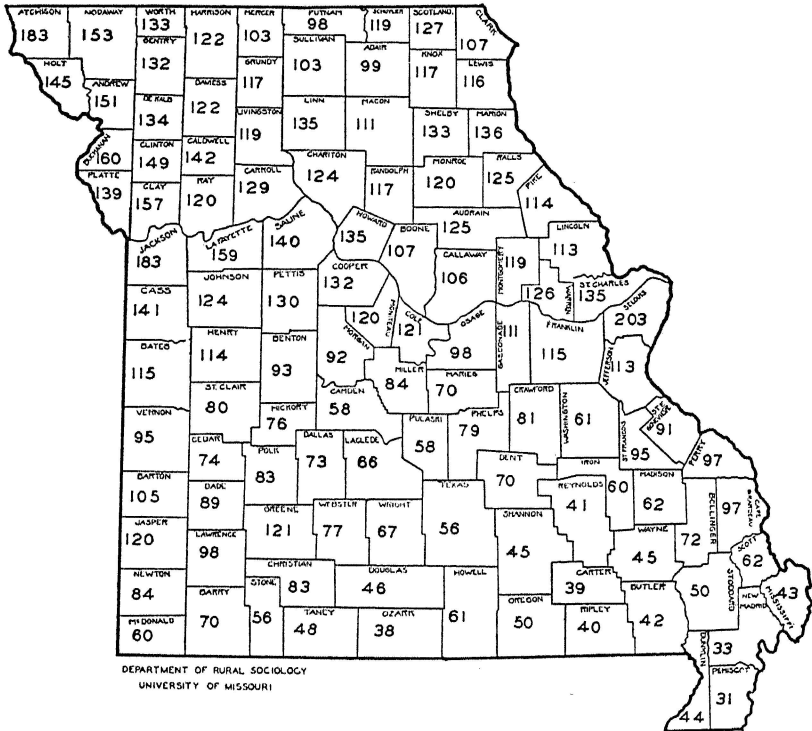 ATCHISON
183
NODAWAY
153
WORTH
133
HARRISON
122
MERCER
103
PUTNAM
98
SCHUYLER
119
SCOTLAND
127
CLARK
107
GENTRY
132
SULLIVAN
103
ADAIR
99
KNOX
117
LEWIS
116
HOLT
145
ANDREW
151
DE KALB
134
DAVIESS
122
GRUNDY
117
LIVINGSTON
119
LINN
135
MACON
111
SHELBY
133
MARION
136
BUCHANAN
160
CLINTON
149
CALDWELL
142
CHARITON
124
RANDOLPH
117
MONROE
120
RALLS
125
PIKE
114
PLATTE
139
CLAY
157
RAY
120
CARROLL
129
AUDRAIN
125
JACKSON
183
LAFAYETTE
159
SALINE
140
HOWARD
135
BOONE
107
CALLAWAY
106
MONTGOMERY
119
LINCOLN
113
WARREN
126
ST. CHARLES
135
ST. LOUIS
203
CASS
141
JOHNSON
124
PETTIS
130
COOPER
132
MONITEAU
120
COLE
121
OSAGE
98
GASCONADE
111
FRANKLIN
115
JEFFERSON
113
BATES
115
HENRY
114
BENTON
93
MORGAN
92
MILLER
84
MARIES
70
ST. CLAIR
80
HICKORY
76
CAMDEN
58
PULASKI
58
PHELPS
79
CRAWFORD
81
WASHINGTON
61
ST. FRANCIS
95
STE GENEVIEVE
91
PERRY
97
VERNON
95
CEDAR
74
POLK
83
DALLAS
73
LACLEDE
66
DENT
70
IRON
60
MADISON
62
BOLLINGER
72
CAPE GIRARDEAU
97
BARTON
105
DADE
89
GREENE
121
WEBSTER
77
WRIGHT
67
TEXAS
56
SHANNON
45
REYNOLDS
41
WAYNE
45
SCOTT
62
JASPER
120
LAWRENCE
98
CHRISTIAN
83
DOUGLAS
46
HOWELL
61
CARTER
39
BUTLER
42
STODDARD
50
MISSISSIPPI
43
NEWTON
84
BARRY
70
STONE
56
TANEY
48
OZARK
38
OREGON
50
RIPLEY
40
NEW
MADRID
33
McDONALD
60
DUNKLIN
44
PEMISCOT
31
DEPARTMENT OF RURAL SOCIOLOGY
UNIVERSITY OF MISSOURI